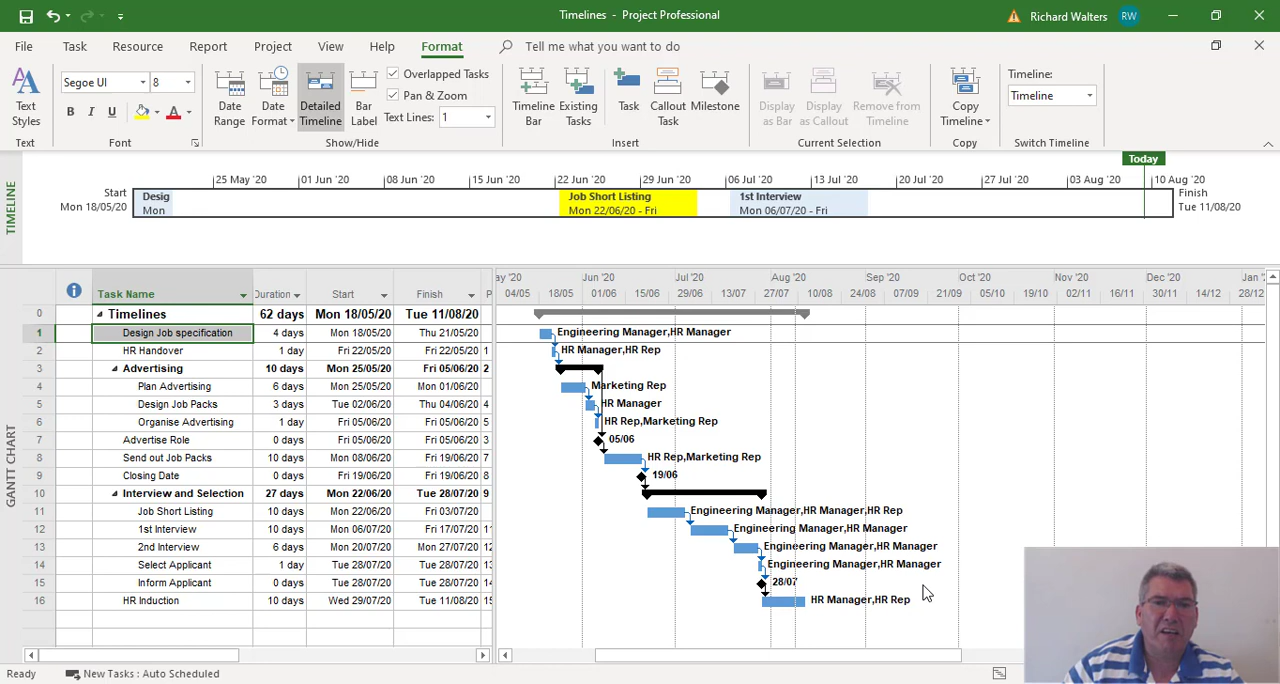 Timelines - Project Professional
Richard Walters RW
File Task Resource Report Project View Help Format Tell me what you want to do
Segoe UI 8
B I U A
Text Styles
Text
Font
Date Range
Date Format
Detailed Timeline
Bar Label
Overlapped Tasks
Pan & Zoom
Text Lines: 1
Show/Hide
Timeline Bar
Existing Tasks
Task
Callout Task
Milestone
Insert
Display as Bar
Display as Callout
Remove from Timeline
Current Selection
Copy Timeline
Copy
Timeline:
Timeline
Switch Timeline
TIMELINE
Today
25 May '20 01 Jun '20 08 Jun '20 15 Jun '20 22 Jun '20 29 Jun '20 06 Jul '20 13 Jul '20 20 Jul '20 27 Jul '20 03 Aug '20 10 Aug '20
Start
Mon 18/05/20
Desig
Mon
Job Short Listing
Mon 22/06/20 - Fri
1st Interview
Mon 06/07/20 - Fri
Finish
Tue 11/08/20
GANTT CHART
Task Name Duration Start Finish P
ay '20 Jun '20 Jul '20 Aug '20 Sep '20 Oct '20 Nov '20 Dec '20 Jan '
04/05 18/05 01/06 15/06 29/06 13/07 27/07 10/08 24/08 07/09 21/09 05/10 19/10 02/11 16/11 30/11 14/12 28/12
0 Timelines 62 days Mon 18/05/20 Tue 11/08/20
1 Design Job specification 4 days Mon 18/05/20 Thu 21/05/20 Engineering Manager,HR Manager
2 HR Handover 1 day Fri 22/05/20 Fri 22/05/20 1 HR Manager,HR Rep
3 Advertising 10 days Mon 25/05/20 Fri 05/06/20 2
4 Plan Advertising 6 days Mon 25/05/20 Mon 01/06/20 Marketing Rep
5 Design Job Packs 3 days Tue 02/06/20 Thu 04/06/20 4 HR Manager
6 Organise Advertising 1 day Fri 05/06/20 Fri 05/06/20 5 HR Rep,Marketing Rep
7 Advertise Role 0 days Fri 05/06/20 Fri 05/06/20 3 05/06
8 Send out Job Packs 10 days Mon 08/06/20 Fri 19/06/20 7 HR Rep,Marketing Rep
9 Closing Date 0 days Fri 19/06/20 Fri 19/06/20 8 19/06
10 Interview and Selection 27 days Mon 22/06/20 Tue 28/07/20 9
11 Job Short Listing 10 days Mon 22/06/20 Fri 03/07/20 Engineering Manager,HR Manager,HR Rep
12 1st Interview 10 days Mon 06/07/20 Fri 17/07/20 11 Engineering Manager,HR Manager
13 2nd Interview 6 days Mon 20/07/20 Mon 27/07/20 12 Engineering Manager,HR Manager
14 Select Applicant 1 day Tue 28/07/20 Tue 28/07/20 13 Engineering Manager,HR Manager
15 Inform Applicant 0 days Tue 28/07/20 Tue 28/07/20 14 28/07
16 HR Induction 10 days Wed 29/07/20 Tue 11/08/20 15 HR Manager,HR Rep
Ready New Tasks : Auto Scheduled